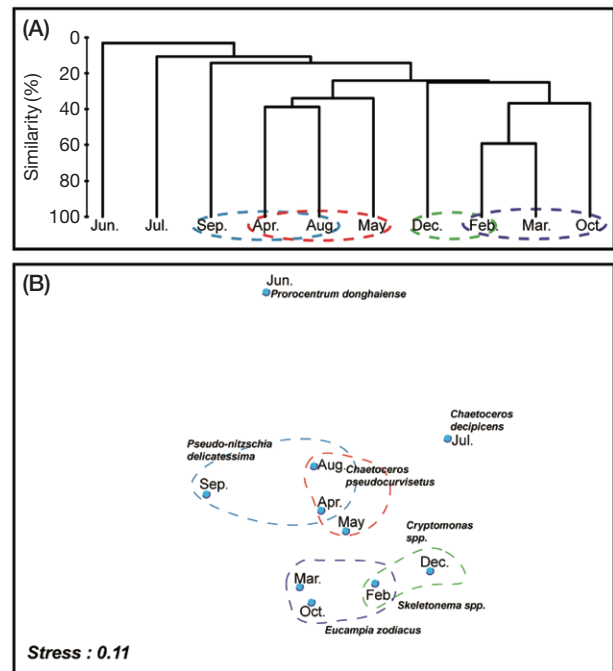 (A)
Similarity (%)
0
20
40
60
80
100
Jun. Jul. Sep. Apr. Aug. May Dec. Feb. Mar. Oct.
(B)
Jun.
Prorocentrum donghaiense
Chaetoceros
decipicens
Jul.
Pseudo-nitzschia
delicatessima
Aug.
Chaetoceros
pseudocurvisetus
Sep.
Apr.
May
Cryptomonas
spp.
Dec.
Mar.
Feb.
Oct.
Skeletonema spp.
Eucampia zodiacus
Stress : 0.11